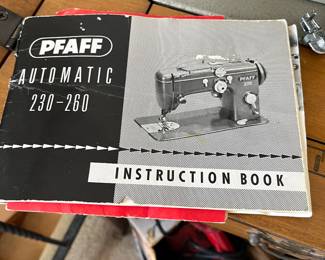 PFAFF
AUTOMATIC
230-260
PFAFF
INSTRUCTION BOOK